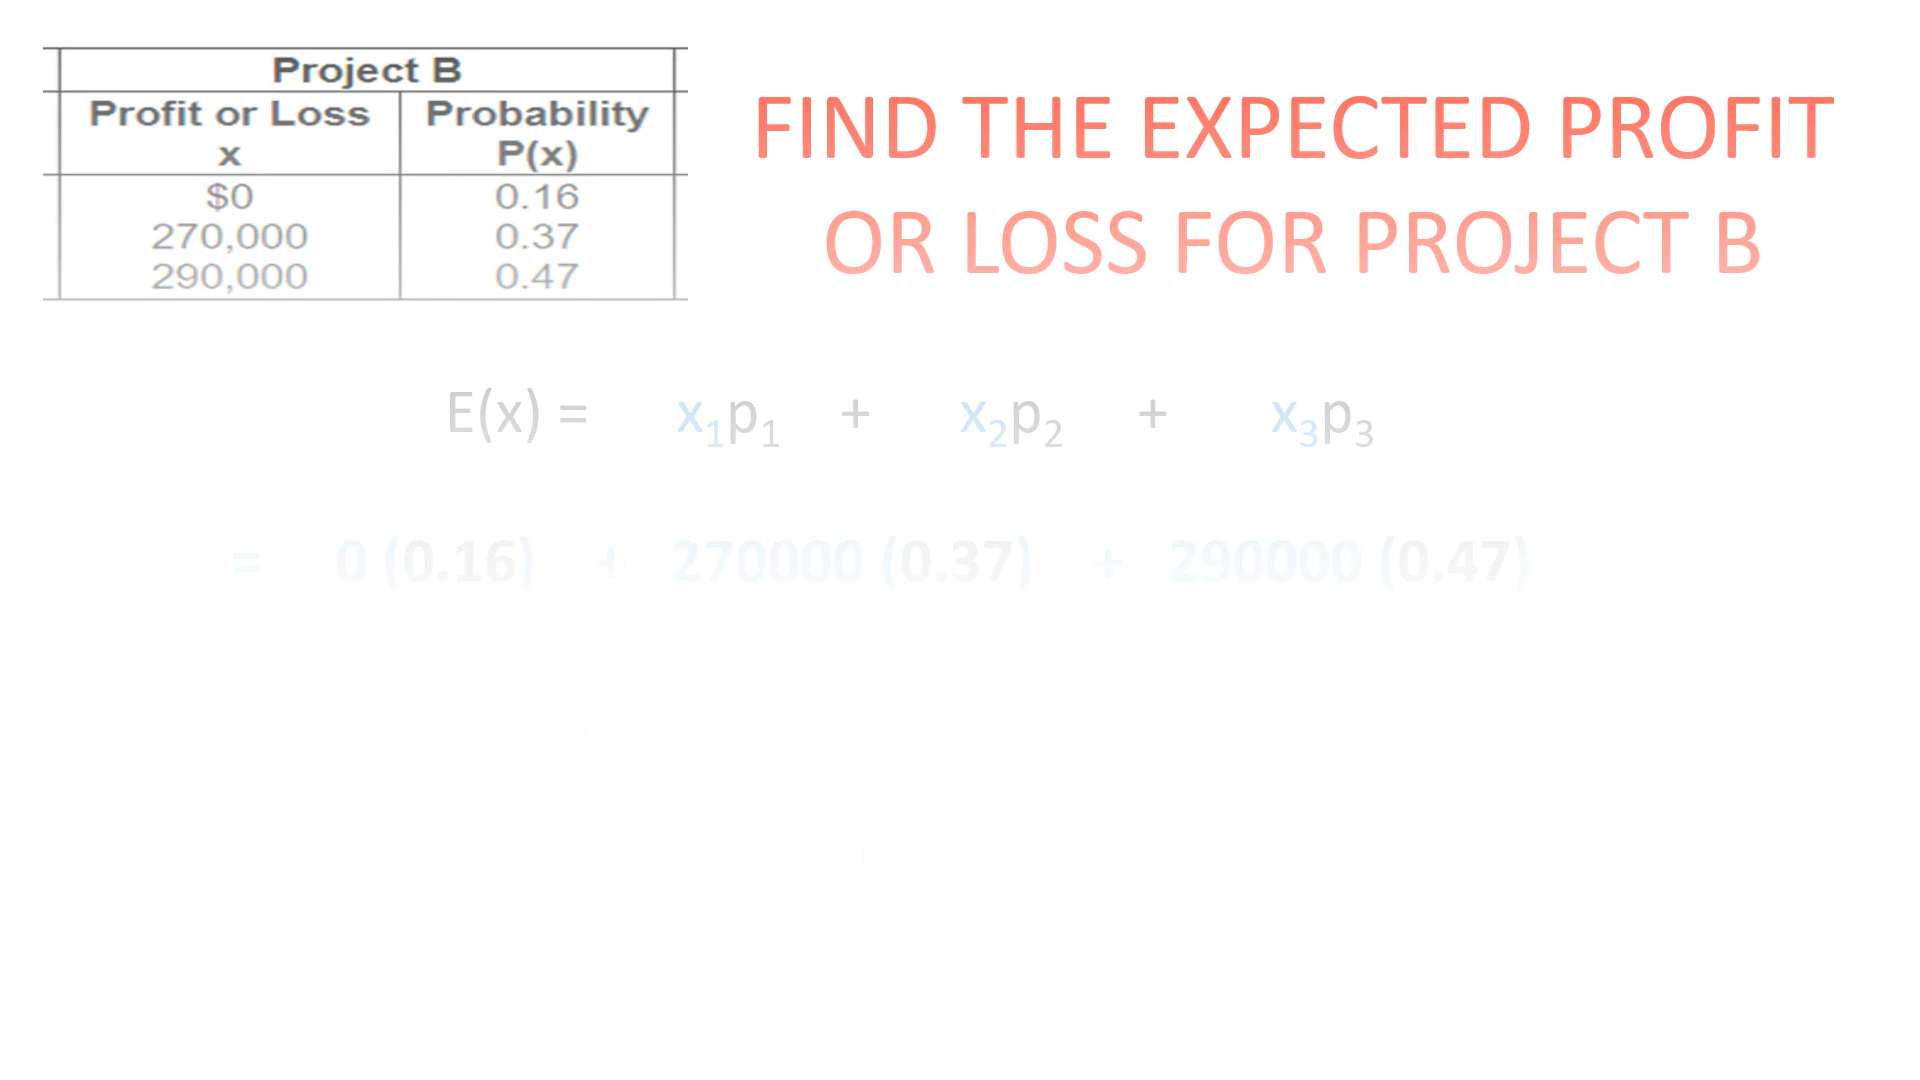 Project B
Profit or Loss x Probability P(x)
$0 0.16
270,000 0.37
290,000 0.47
FIND THE EXPECTED PROFIT
OR LOSS FOR PROJECT B
E(x) = x₁p₁ + x₂p₂ + x₃p₃
= 0 (0.16) + 270000 (0.37) + 290000 (0.47)